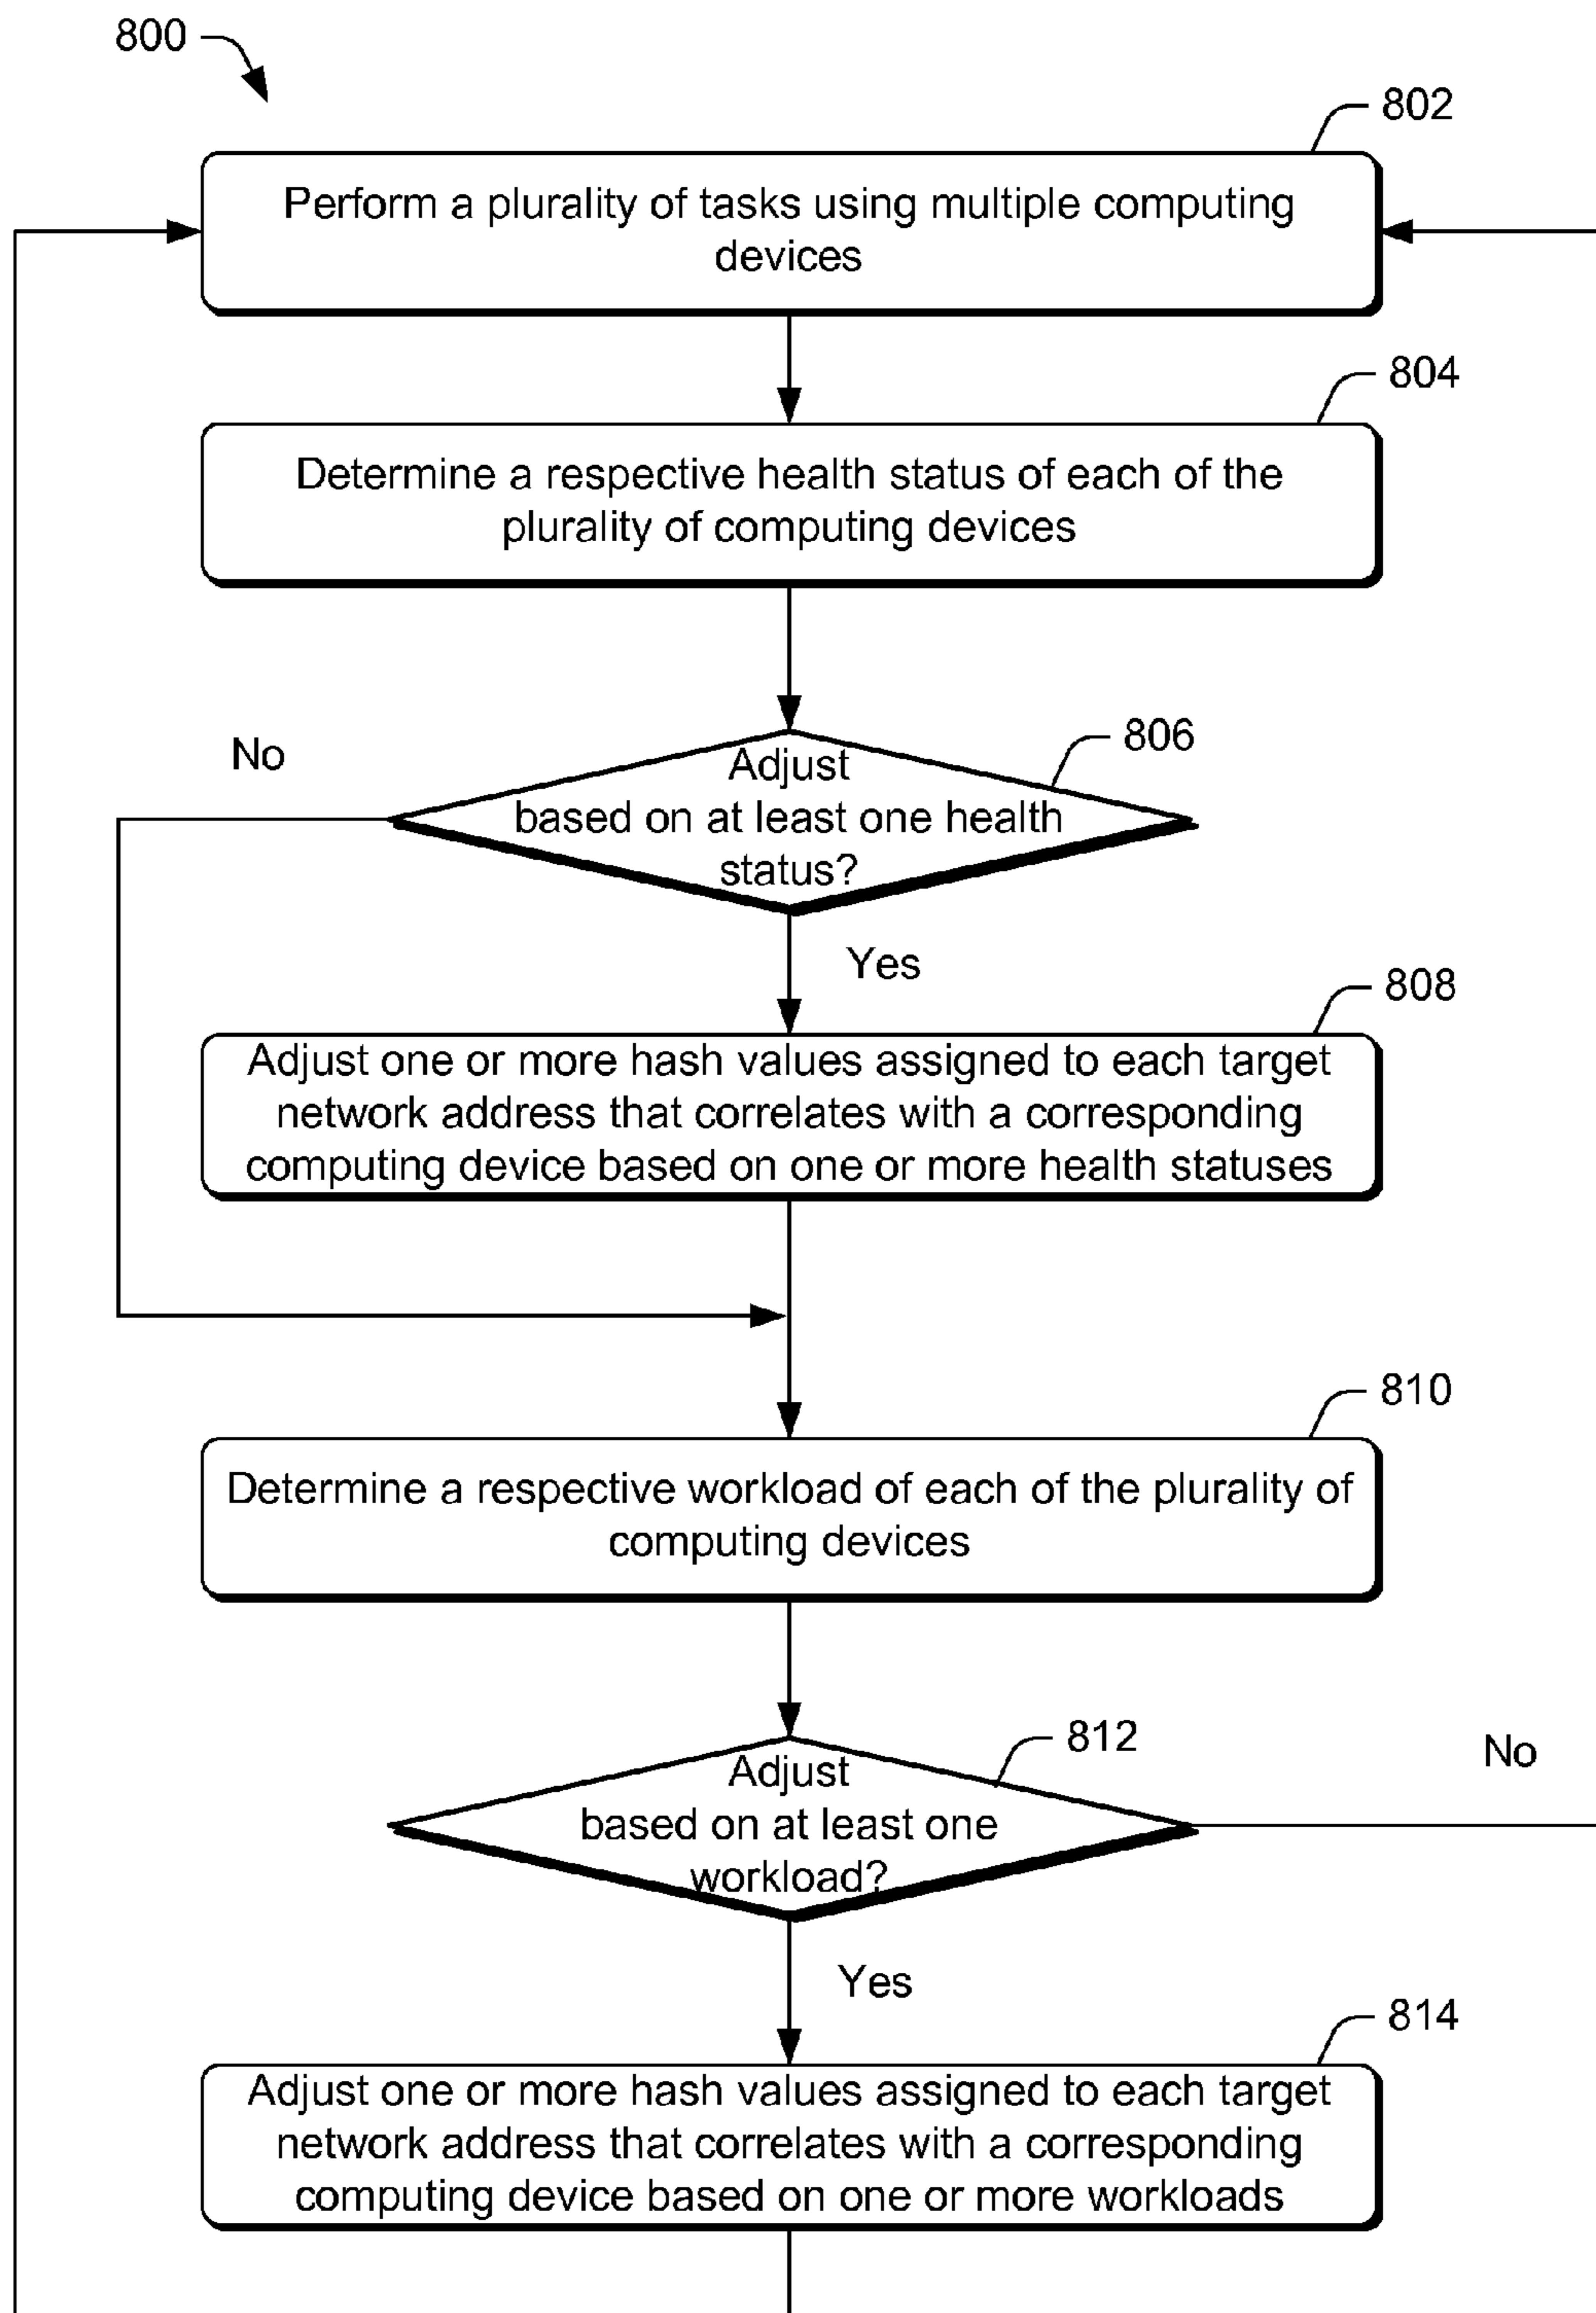 800
802
Perform a plurality of tasks using multiple computing
devices
804
Determine a respective health status of each of the
plurality of computing devices
806
No
Adjust
based on at least one health
status?
Yes
808
Adjust one or more hash values assigned to each target
network address that correlates with a corresponding
computing device based on one or more health statuses
810
Determine a respective workload of each of the plurality of
computing devices
812
No
Adjust
based on at least one
workload?
Yes
814
Adjust one or more hash values assigned to each target
network address that correlates with a corresponding
computing device based on one or more workloads